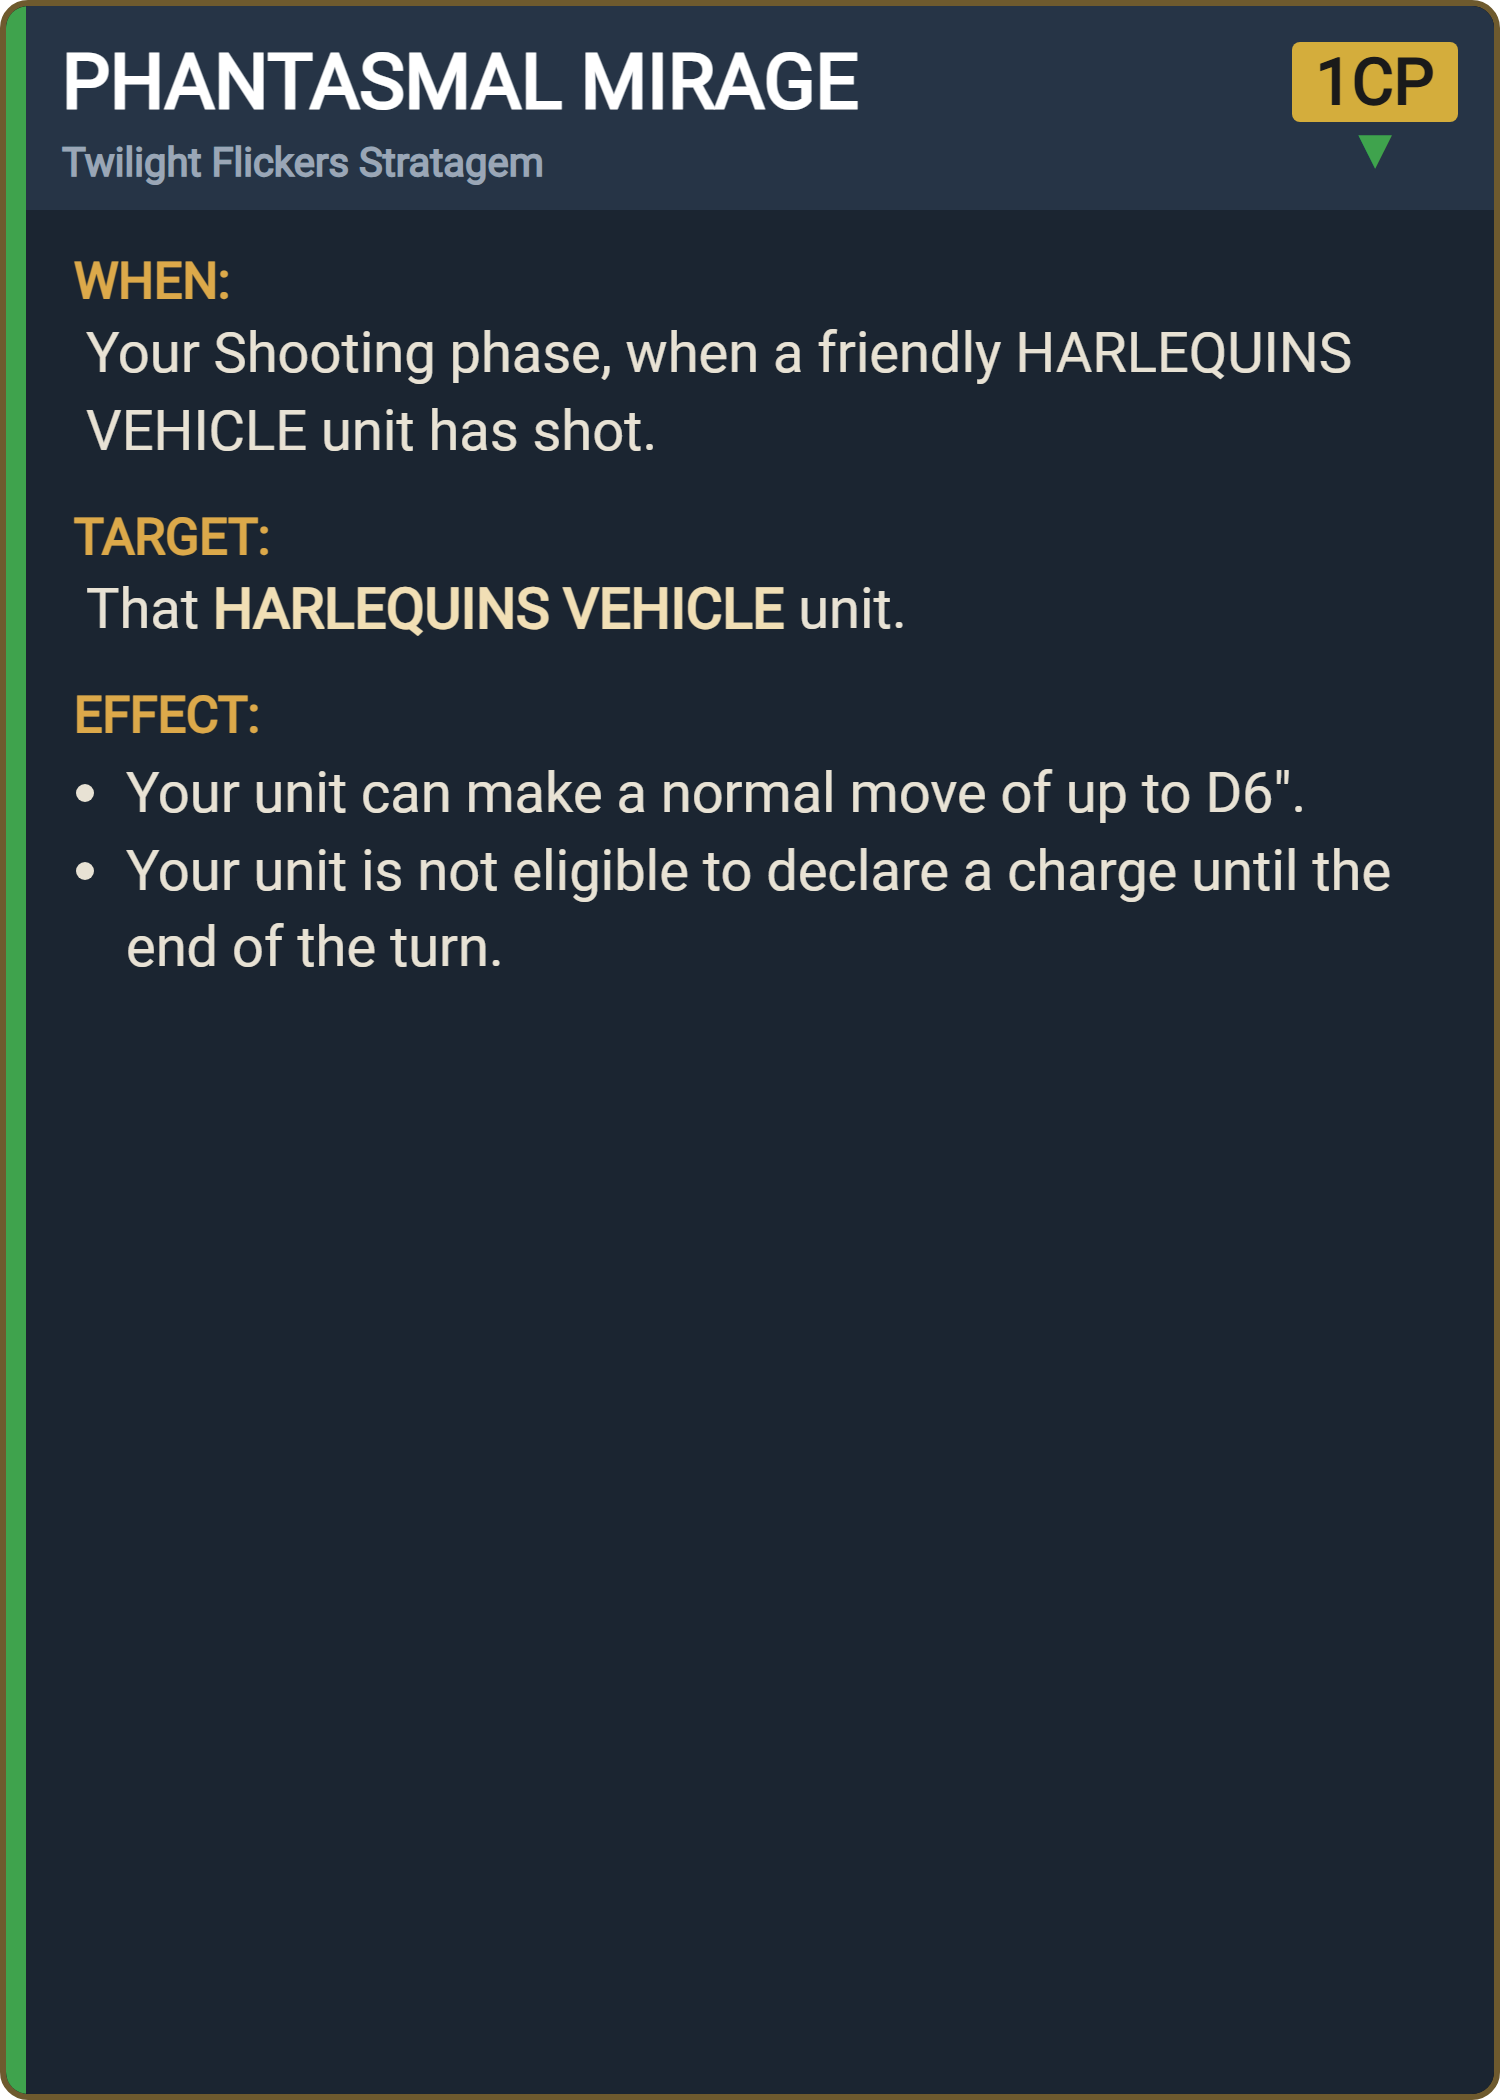 PHANTASMAL MIRAGE
1CP
Twilight Flickers Stratagem
WHEN:
Your Shooting phase, when a friendly HARLEQUINS
VEHICLE unit has shot.
TARGET:
That HARLEQUINS VEHICLE unit.
EFFECT:
• Your unit can make a normal move of up to D6".
• Your unit is not eligible to declare a charge until the
end of the turn.